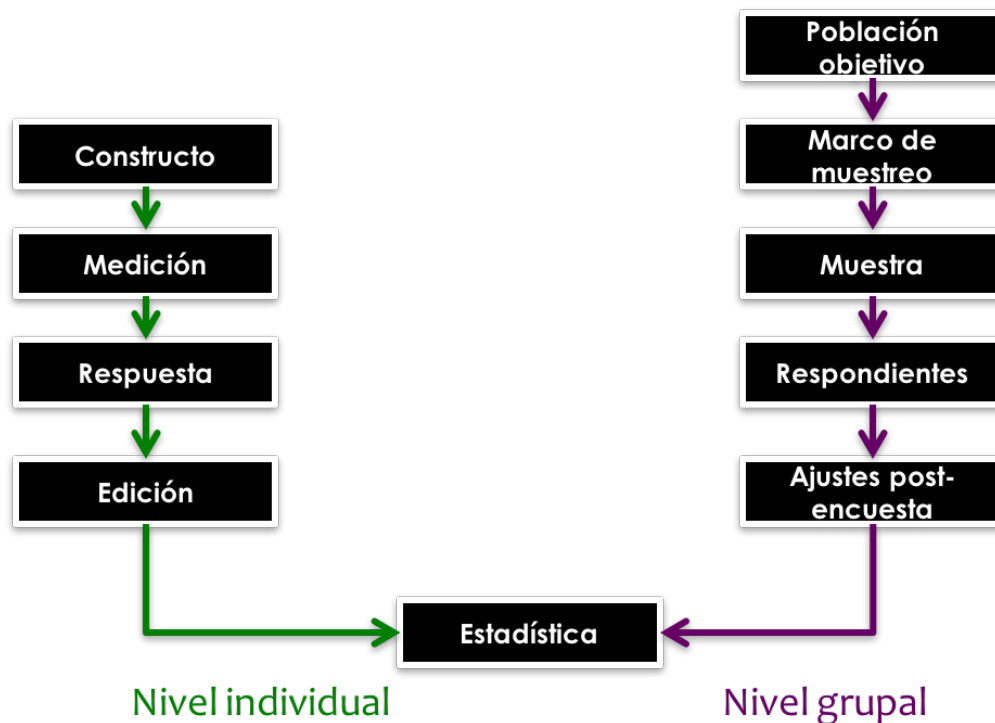 Población
objetivo
Constructo
Marco de
muestreo
Medición
Muestra
Respuesta
Respondientes
Edición
Ajustes post-
encuesta
Estadística
Nivel individual
Nivel grupal